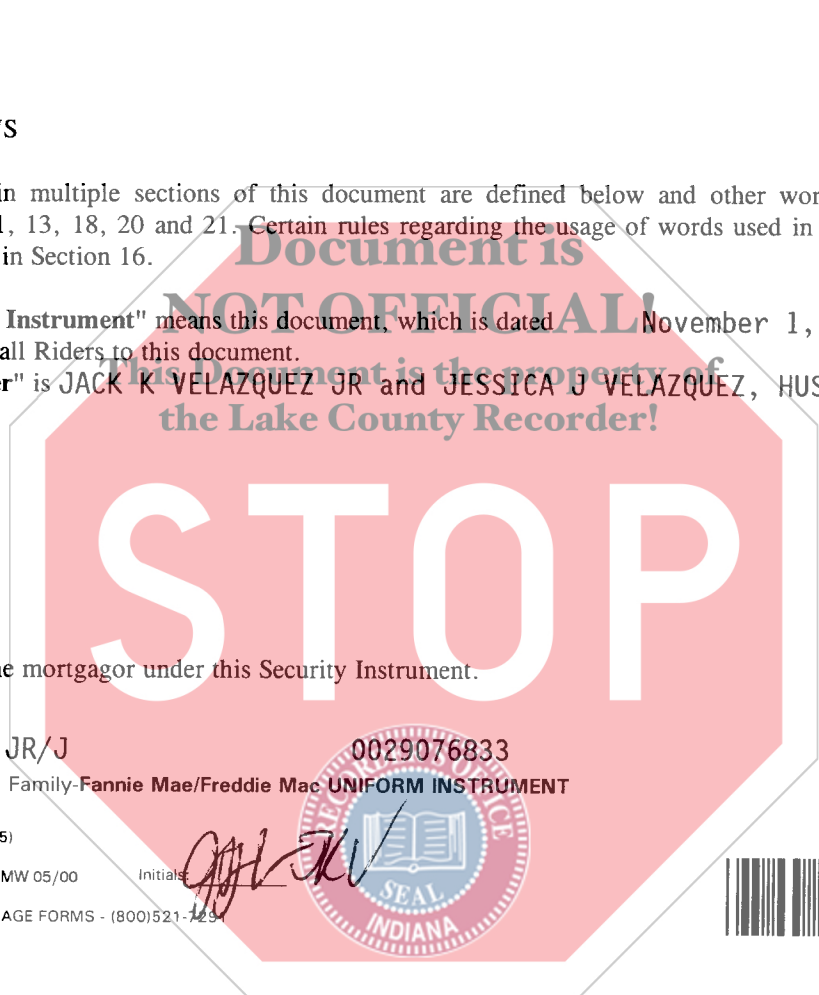 in multiple sections of this document are defined below and other wor
, 13, 18, 20 and 21. Certain rules regarding the usage of words used in
in Section 16.
Document is
NOT OFFICIAL!
Instrument" means this document, which is dated November 1,
all Riders to this document.
This Document is the property of
r" is JACK K VELAZQUEZ JR and JESSICA J VELAZQUEZ, HUS
the Lake County Recorder!
STOP
e mortgagor under this Security Instrument.
JR/J 0029076833
Family-Fannie Mae/Freddie Mac UNIFORM INSTRUMENT
5)
MW 05/00 Initials:
AGE FORMS - (800)521-7291
SEAL
INDIANA